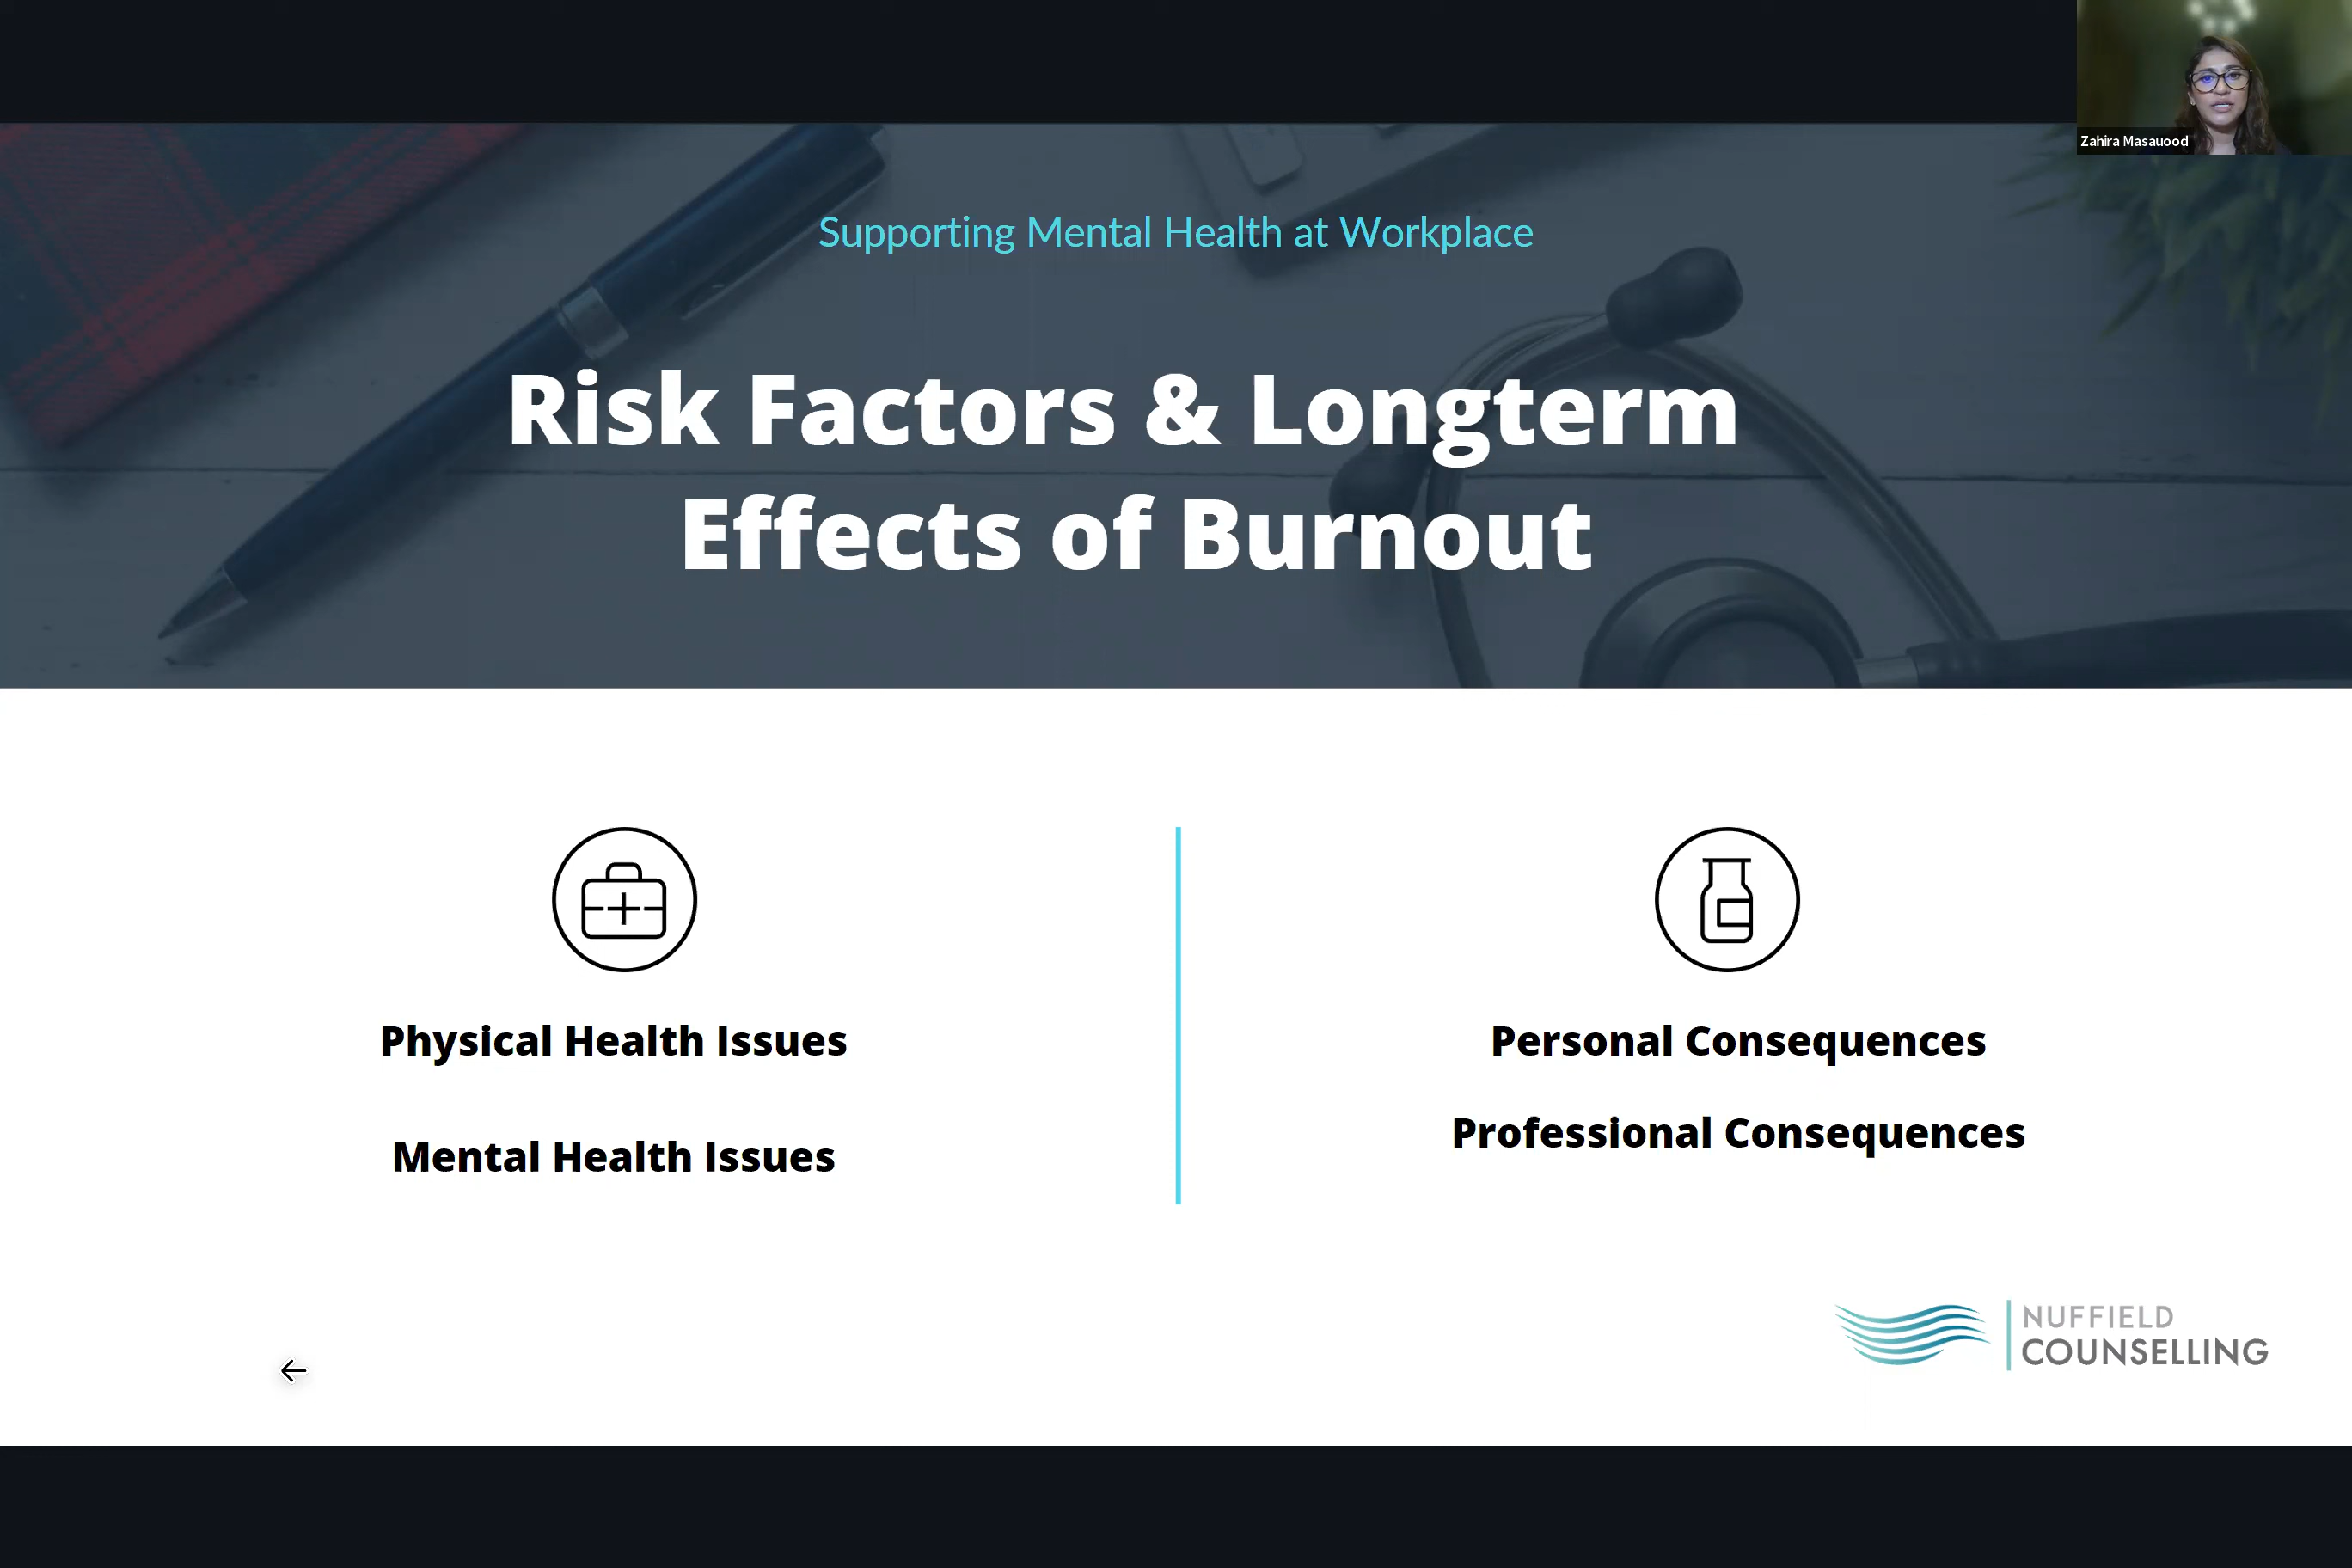 Zahira Masauood
Supporting Mental Health at Workplace
Risk Factors & Longterm
Effects of Burnout
Physical Health Issues
Mental Health Issues
Personal Consequences
Professional Consequences
NUFFIELD
COUNSELLING